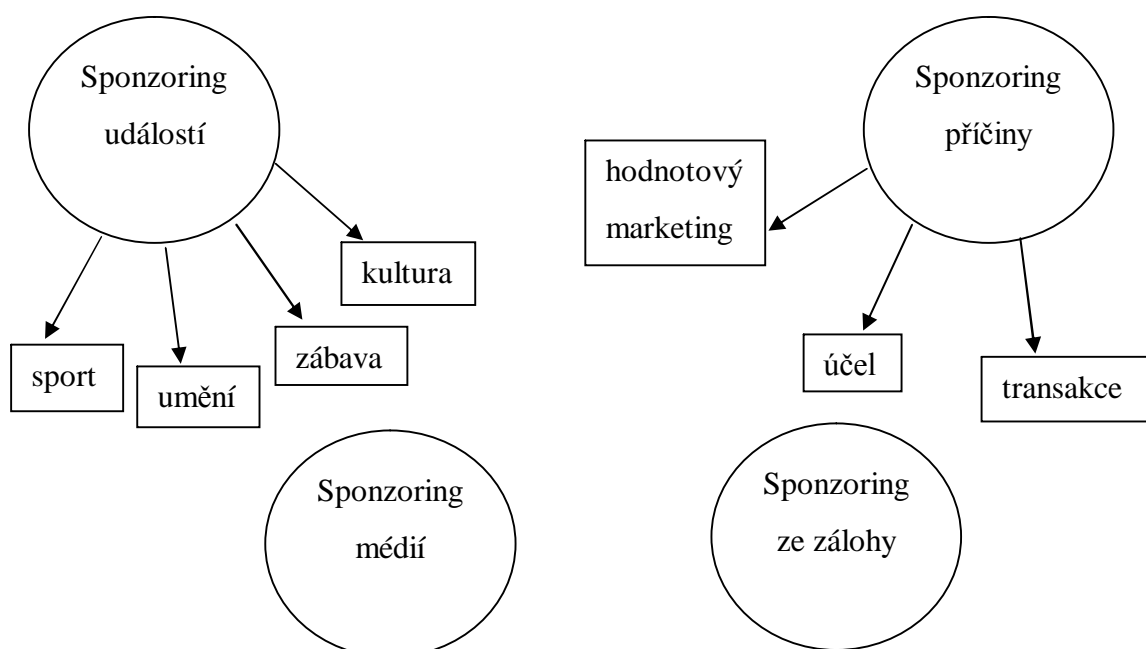 Sponzoring
událostí
Sponzoring
příčiny
hodnotový
marketing
kultura
zábava
sport
umění
účel
transakce
Sponzoring
médií
Sponzoring
ze zálohy